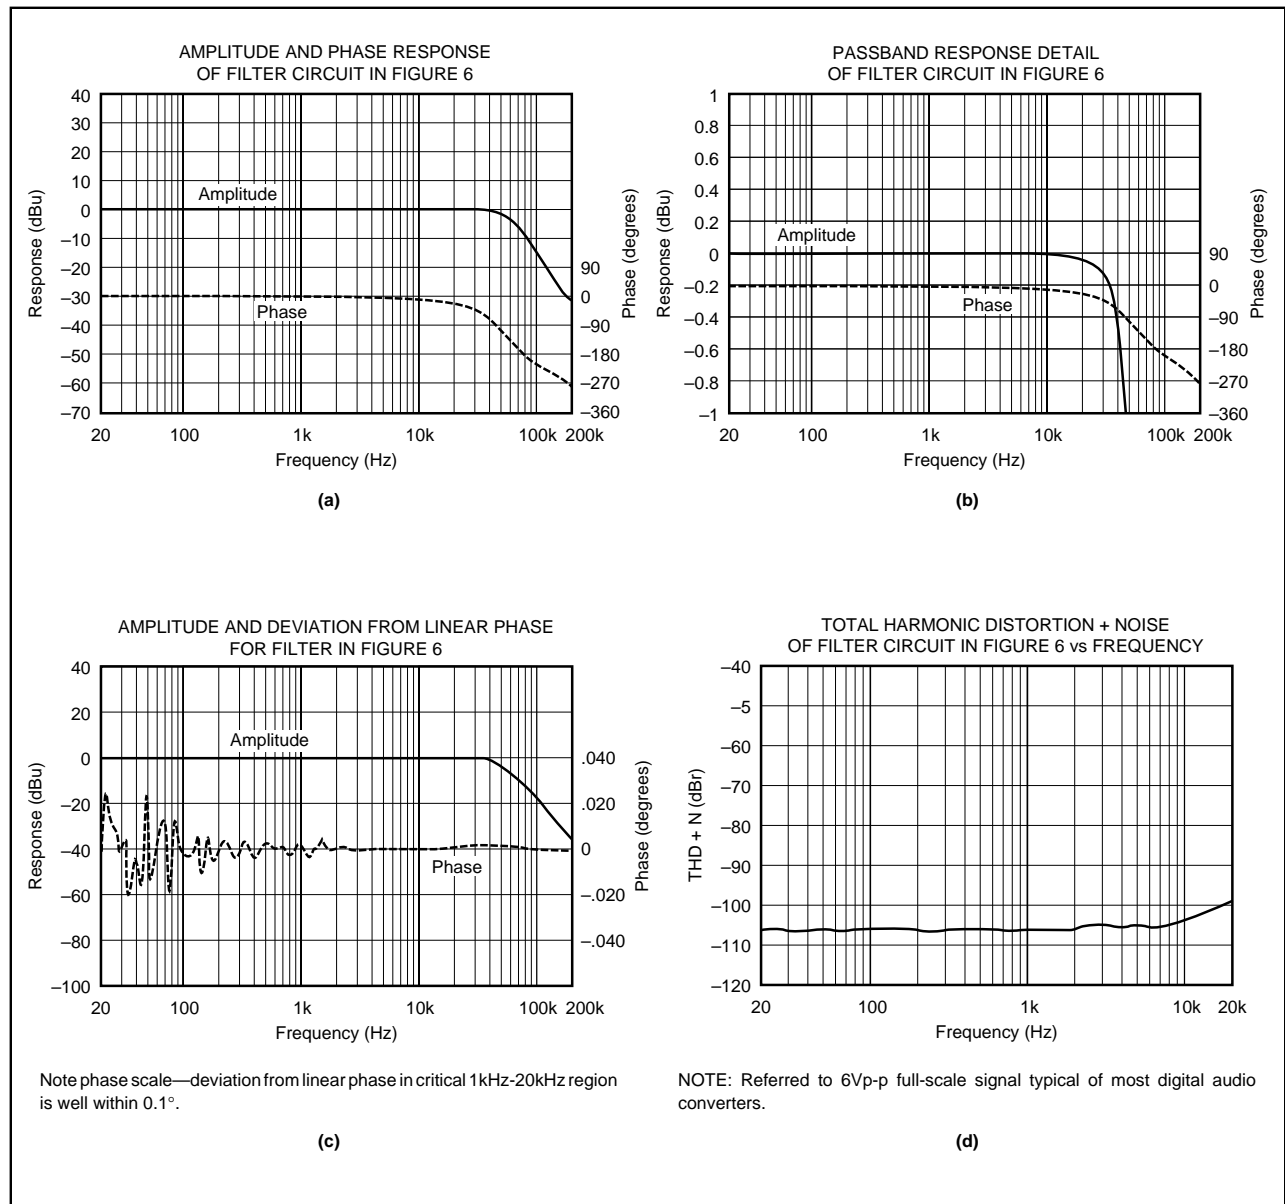 AMPLITUDE AND PHASE RESPONSE
OF FILTER CIRCUIT IN FIGURE 6
40
30
20
10
0
–10
–20
–30
–40
–50
–60
–70
Response (dBu)
Amplitude
Phase
90
0
–90
–180
–270
–360
Phase (degrees)
20 100 1k 10k 100k 200k
Frequency (Hz)
(a)
PASSBAND RESPONSE DETAIL
OF FILTER CIRCUIT IN FIGURE 6
1
0.8
0.6
0.4
0.2
0
–0.2
–0.4
–0.6
–0.8
–1
Response (dBu)
Amplitude
Phase
90
0
–90
–180
–270
–360
Phase (degrees)
20 100 1k 10k 100k 200k
Frequency (Hz)
(b)
AMPLITUDE AND DEVIATION FROM LINEAR PHASE
FOR FILTER IN FIGURE 6
40
20
0
–20
–40
–60
–80
–100
Response (dBu)
Amplitude
Phase
.040
.020
0
–.020
–.040
Phase (degrees)
20 100 1k 10k 100k 200k
Frequency (Hz)
Note phase scale—deviation from linear phase in critical 1kHz-20kHz region
is well within 0.1°.
(c)
TOTAL HARMONIC DISTORTION + NOISE
OF FILTER CIRCUIT IN FIGURE 6 vs FREQUENCY
–40
–5
–60
–70
–80
–90
–100
–110
–120
THD + N (dBr)
20 100 1k 10k 20k
Frequency (Hz)
NOTE: Referred to 6Vp-p full-scale signal typical of most digital audio
converters.
(d)